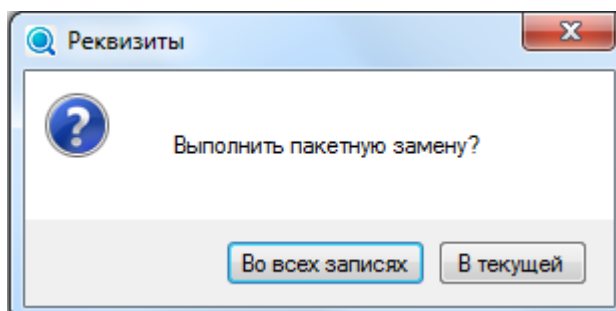 Реквизиты
Выполнить пакетную замену?
Во всех записях
В текущей